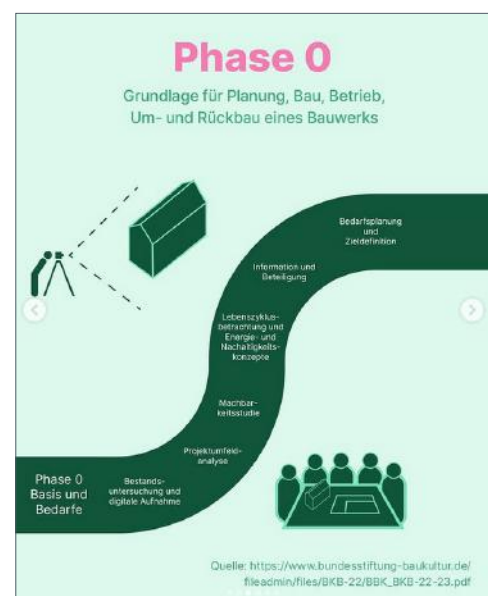 Phase 0
Grundlage für Planung, Bau, Betrieb,
Um- und Rückbau eines Bauwerks
Bedarfsplanung
und
Zieldefinition
Information und
Beteiligung
Lebenszyklus-
betrachtung und
Energie- und
Nachaltigkeits-
konzepte
Machbar-
keitsstudie
Projektumfeld-
analyse
Phase 0
Basis und
Bedarfe
Bestands-
untersuchung und
digitale Aufnahme
Quelle: https://www.bundesstiftung-baukultur.de/
fileadmin/files/BKB-22/BBK_BKB-22-23.pdf